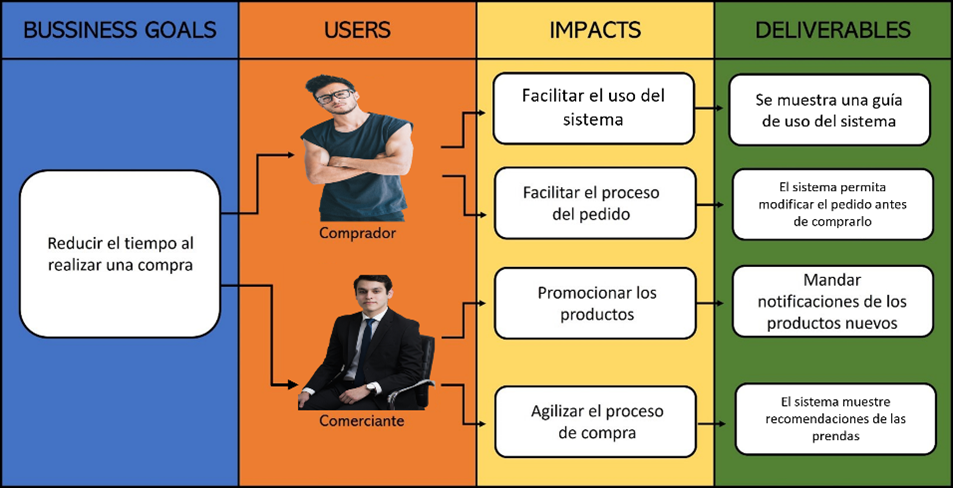 BUSSINESS GOALS
USERS
IMPACTS
DELIVERABLES
Reducir el tiempo al
realizar una compra
Comprador
Comerciante
Facilitar el uso del
sistema
Facilitar el proceso
del pedido
Promocionar los
productos
Agilizar el proceso
de compra
Se muestra una guía
de uso del sistema
El sistema permita
modificar el pedido antes
de comprarlo
Mandar
notificaciones de los
productos nuevos
El sistema muestre
recomendaciones de las
prendas